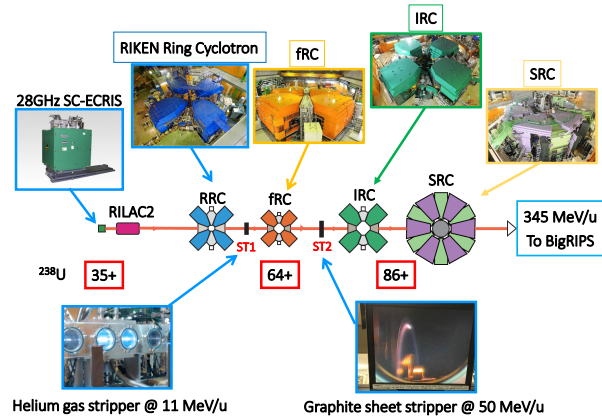 IRC
RIKEN Ring Cyclotron
fRC
SRC
28GHz SC-ECRIS
RILAC2
RRC
fRC
IRC
SRC
ST1
ST2
345 MeV/u
To BigRIPS
²³⁸U
35+
64+
86+
Helium gas stripper @ 11 MeV/u
Graphite sheet stripper @ 50 MeV/u